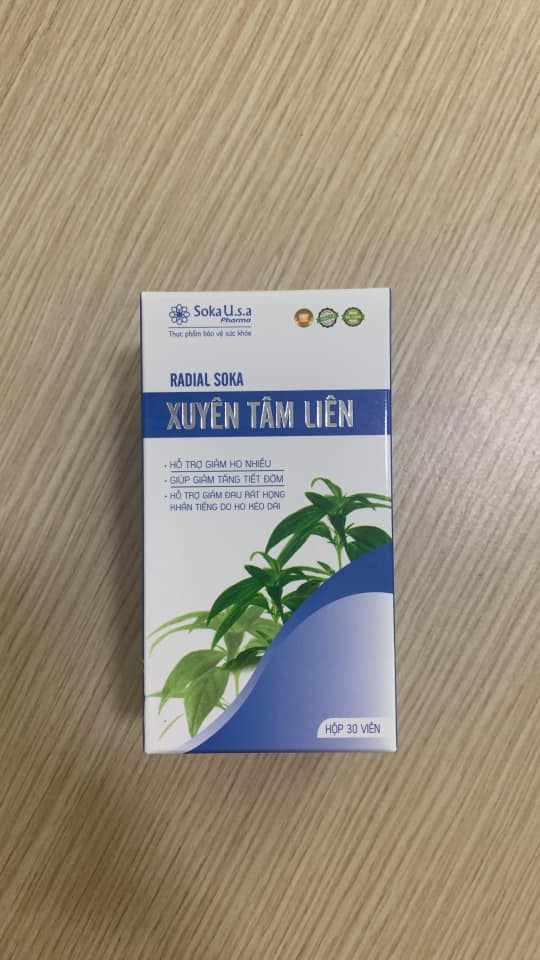 Soka U.s.a
Pharma
Thực phẩm bảo vệ sức khỏe
RADIAL SOKA
XUYÊN TÂM LIÊN
• HỖ TRỢ GIẢM HO NHIỀU
• GIÚP GIẢM TĂNG TIẾT ĐỜM
• HỖ TRỢ GIẢM ĐAU RÁT HỌNG
KHẢN TIẾNG DO HO KÉO DÀI
HỘP 30 VIÊN